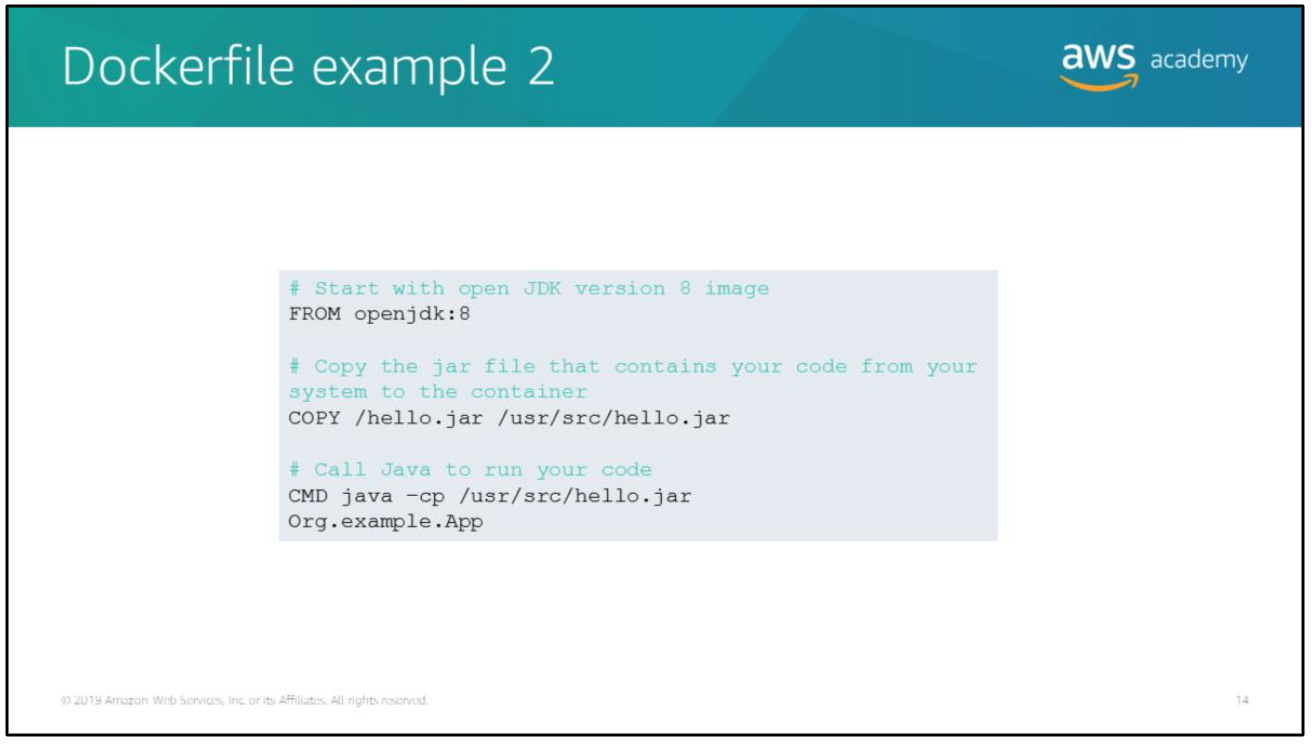 Dockerfile example 2
aws academy
# Start with open JDK version 8 image
FROM openjdk:8
# Copy the jar file that contains your code from your
system to the container
COPY /hello.jar /usr/src/hello.jar
# Call Java to run your code
CMD java –cp /usr/src/hello.jar
Org.example.App
© 2019 Amazon Web Services, Inc. or its Affiliates. All rights reserved.
14